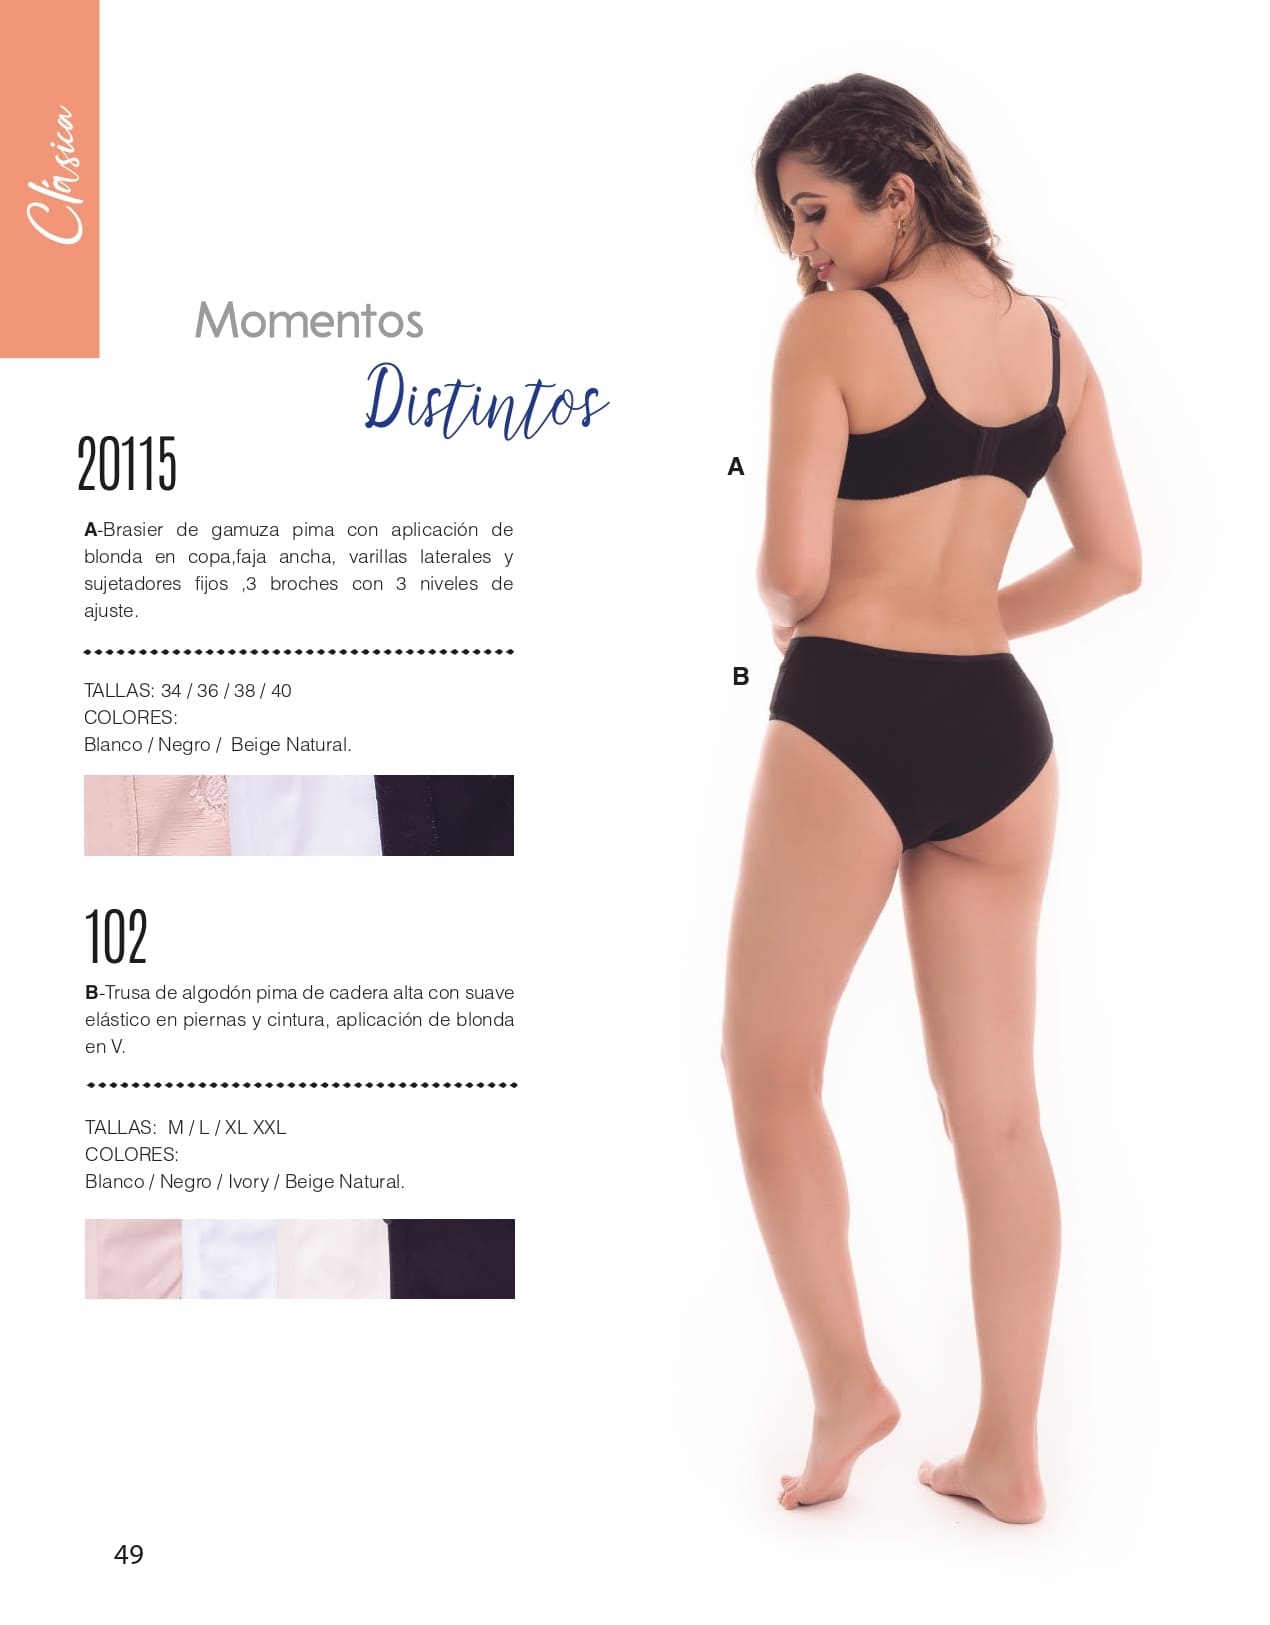 Clásica
Momentos
Distintos
20115
A-Brasier de gamuza pima con aplicación de
blonda en copa,faja ancha, varillas laterales y
sujetadores fijos ,3 broches con 3 niveles de
ajuste.
TALLAS: 34 / 36 / 38 / 40
COLORES:
Blanco / Negro / Beige Natural.
A
B
102
B-Trusa de algodón pima de cadera alta con suave
elástico en piernas y cintura, aplicación de blonda
en V.
TALLAS: M / L / XL XXL
COLORES:
Blanco / Negro / Ivory / Beige Natural.
49